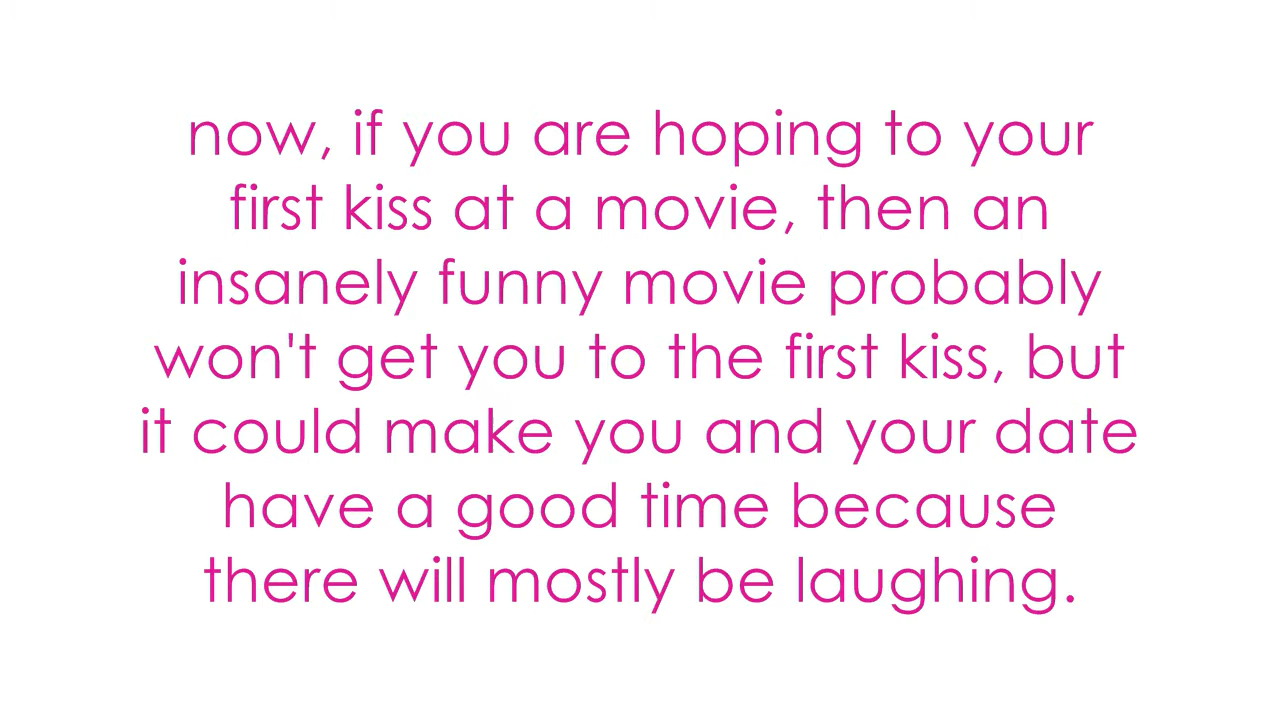 now, if you are hoping to your
first kiss at a movie, then an
insanely funny movie probably
won't get you to the first kiss, but
it could make you and your date
have a good time because
there will mostly be laughing.